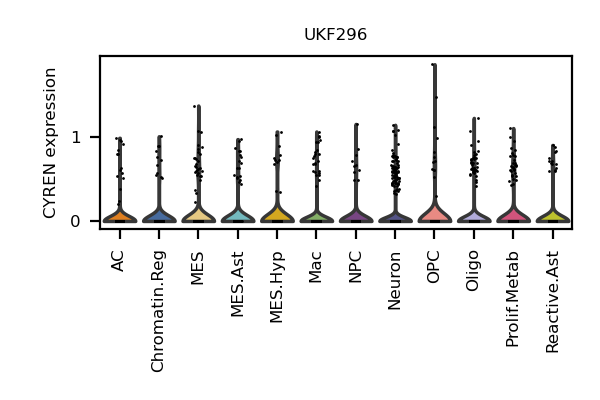 UKF296
CYREN expression
1
0
AC
Chromatin.Reg
MES
MES.Ast
MES.Hyp
Mac
NPC
Neuron
OPC
Oligo
Prolif.Metab
Reactive.Ast